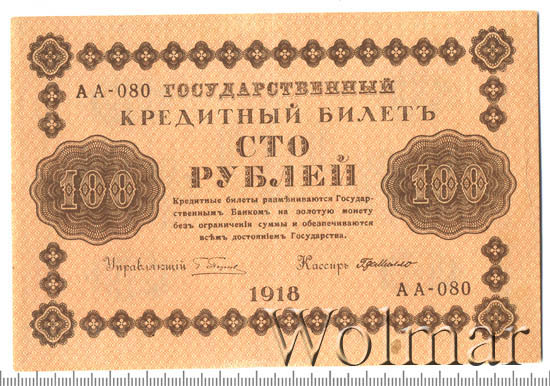 АА-080 ГОСУДАРСТВЕННЫЙ
КРЕДИТНЫЙ БИЛЕТЪ
СТО
РУБЛЕЙ
100 100
Кредитные билеты размѣниваются Государ-
ственнымъ Банкомъ на золотую монету
безъ ограниченія суммы и обезпечиваются
всѣмъ достояніемъ Государства.
Управляющій Кассиръ
1918
АА-080
Wolmar